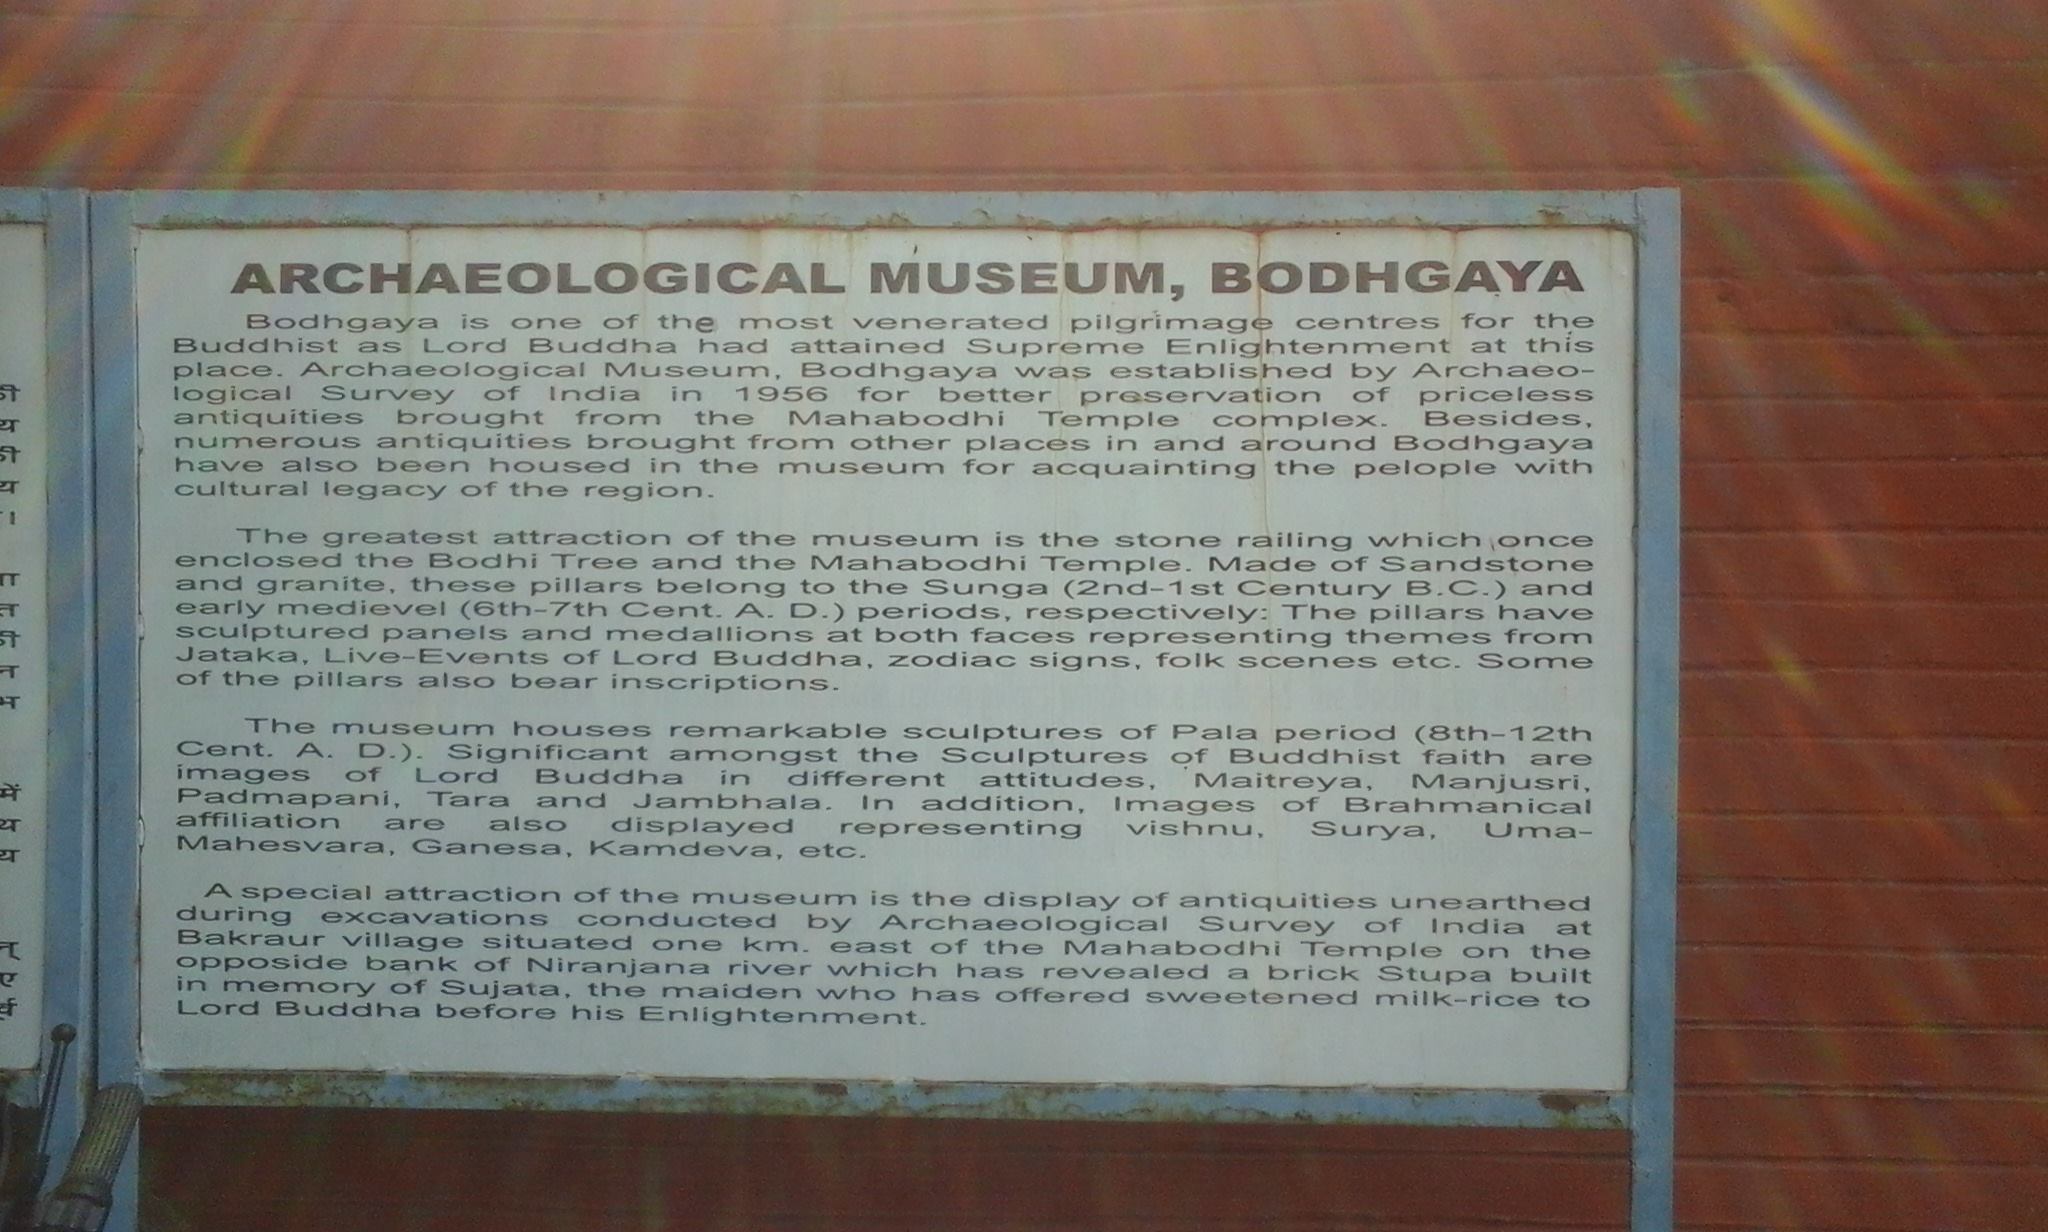 ARCHAEOLOGICAL MUSEUM, BODHGAYA
Bodhgaya is one of the most venerated pilgrimage centres for the
Buddhist as Lord Buddha had attained Supreme Enlightenment at this
place. Archaeological Museum, Bodhgaya was established by Archaeo-
logical Survey of India in 1956 for better preservation of priceless
antiquities brought from the Mahabodhi Temple complex. Besides,
numerous antiquities brought from other places in and around Bodhgaya
have also been housed in the museum for acquainting the pelople with
cultural legacy of the region.
The greatest attraction of the museum is the stone railing which once
enclosed the Bodhi Tree and the Mahabodhi Temple. Made of Sandstone
and granite, these pillars belong to the Sunga (2nd-1st Century B.C.) and
early medievel (6th-7th Cent. A. D.) periods, respectively: The pillars have
sculptured panels and medallions at both faces representing themes from
Jataka, Live-Events of Lord Buddha, zodiac signs, folk scenes etc. Some
of the pillars also bear inscriptions.
The museum houses remarkable sculptures of Pala period (8th-12th
Cent. A. D.). Significant amongst the Sculptures of Buddhist faith are
images of Lord Buddha in different attitudes, Maitreya, Manjusri,
Padmapani, Tara and Jambhala. In addition, Images of Brahmanical
affiliation are also displayed representing vishnu, Surya, Uma-
Mahesvara, Ganesa, Kamdeva, etc.
A special attraction of the museum is the display of antiquities unearthed
during excavations conducted by Archaeological Survey of India at
Bakraur village situated one km. east of the Mahabodhi Temple on the
opposide bank of Niranjana river which has revealed a brick Stupa built
in memory of Sujata, the maiden who has offered sweetened milk-rice to
Lord Buddha before his Enlightenment.